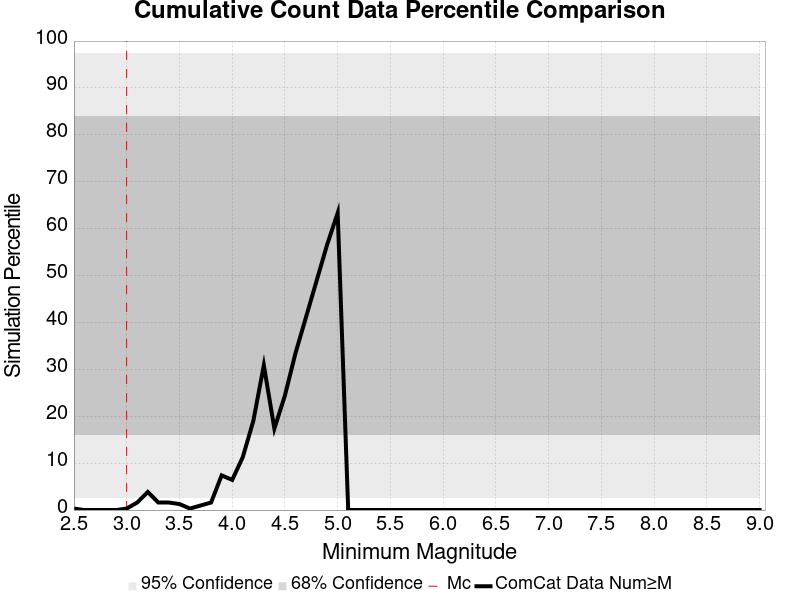 Cumulative Count Data Percentile Comparison
Simulation Percentile
100
90
80
70
60
50
40
30
20
10
0
2.5 3.0 3.5 4.0 4.5 5.0 5.5 6.0 6.5 7.0 7.5 8.0 8.5 9.0
Minimum Magnitude
95% Confidence 68% Confidence Mc ComCat Data Num≥M